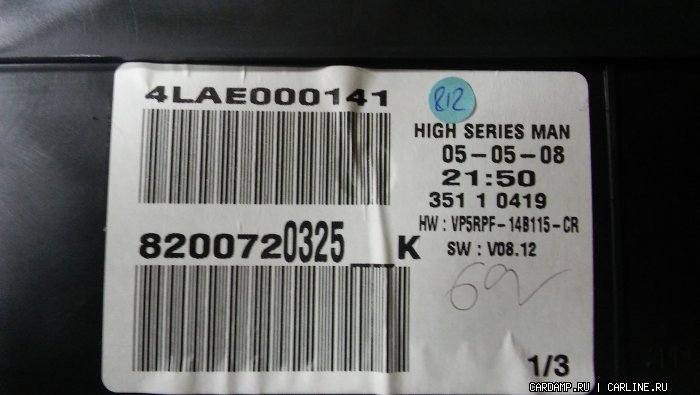 4LAE000141
812
HIGH SERIES MAN
05-05-08
21:50
351 1 0419
HW : VP5RPF-14B115-CR
8200720325__K
SW : V08.12
1/3
CARDAMP.RU | CARLINE.RU